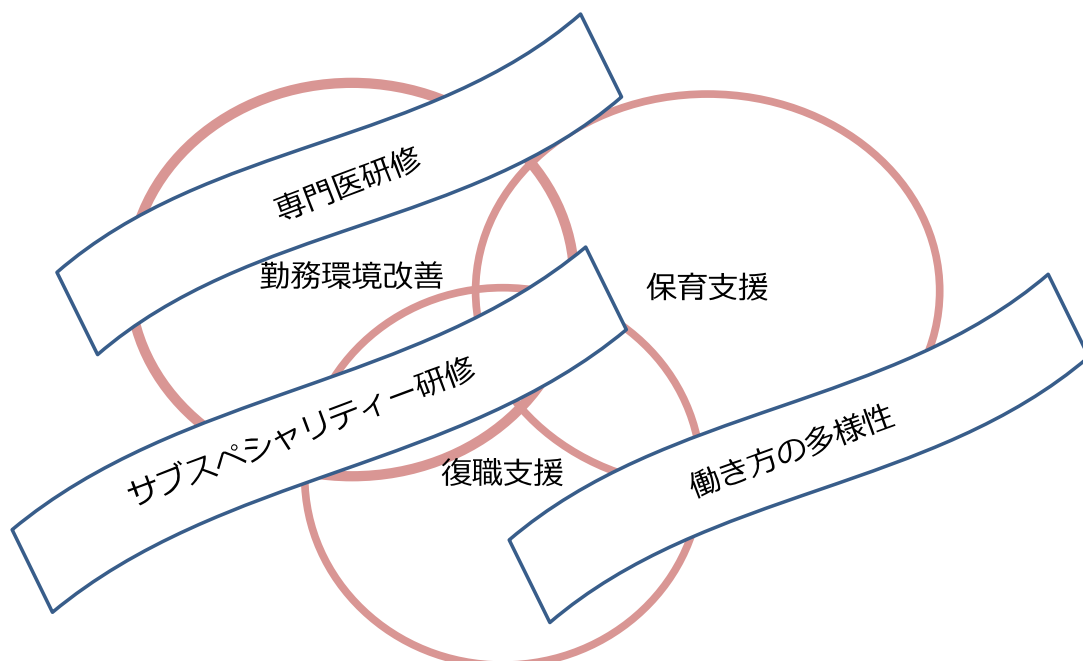 専門医研修
勤務環境改善
保育支援
サブスペシャリティー研修
復職支援
働き方の多様性